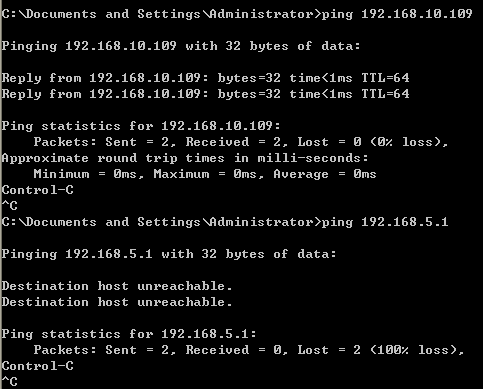 C:\Documents and Settings\Administrator>ping 192.168.10.109
Pinging 192.168.10.109 with 32 bytes of data:
Reply from 192.168.10.109: bytes=32 time<1ms TTL=64
Reply from 192.168.10.109: bytes=32 time<1ms TTL=64
Ping statistics for 192.168.10.109:
    Packets: Sent = 2, Received = 2, Lost = 0 (0% loss),
Approximate round trip times in milli-seconds:
    Minimum = 0ms, Maximum = 0ms, Average = 0ms
Control-C
^C
C:\Documents and Settings\Administrator>ping 192.168.5.1
Pinging 192.168.5.1 with 32 bytes of data:
Destination host unreachable.
Destination host unreachable.
Ping statistics for 192.168.5.1:
    Packets: Sent = 2, Received = 0, Lost = 2 (100% loss),
Control-C
^C